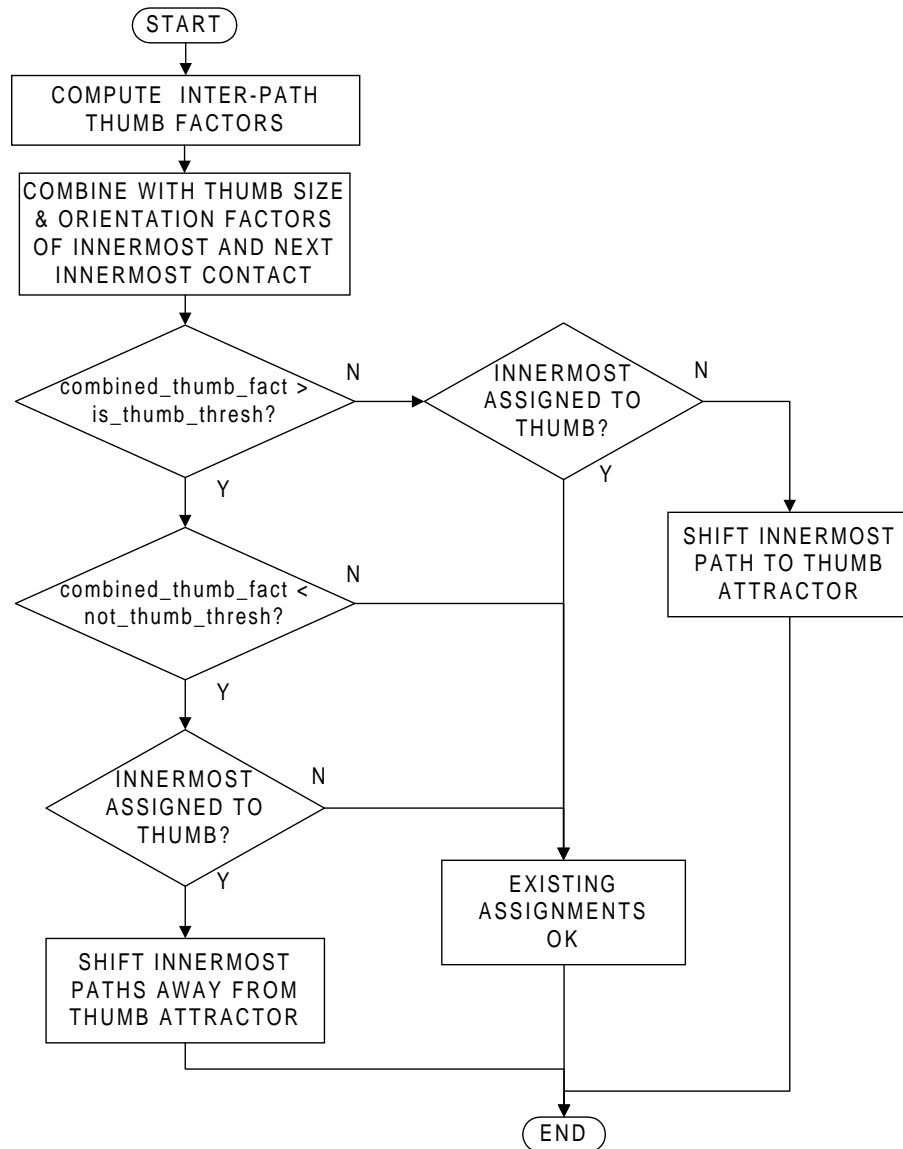 START
COMPUTE INTER-PATH
THUMB FACTORS
COMBINE WITH THUMB SIZE
& ORIENTATION FACTORS
OF INNERMOST AND NEXT
INNERMOST CONTACT
combined_thumb_fact >
is_thumb_thresh?
N
Y
INNERMOST
ASSIGNED TO
THUMB?
N
Y
SHIFT INNERMOST
PATH TO THUMB
ATTRACTOR
combined_thumb_fact <
not_thumb_thresh?
N
Y
INNERMOST
ASSIGNED TO
THUMB?
N
Y
EXISTING
ASSIGNMENTS
OK
SHIFT INNERMOST
PATHS AWAY FROM
THUMB ATTRACTOR
END